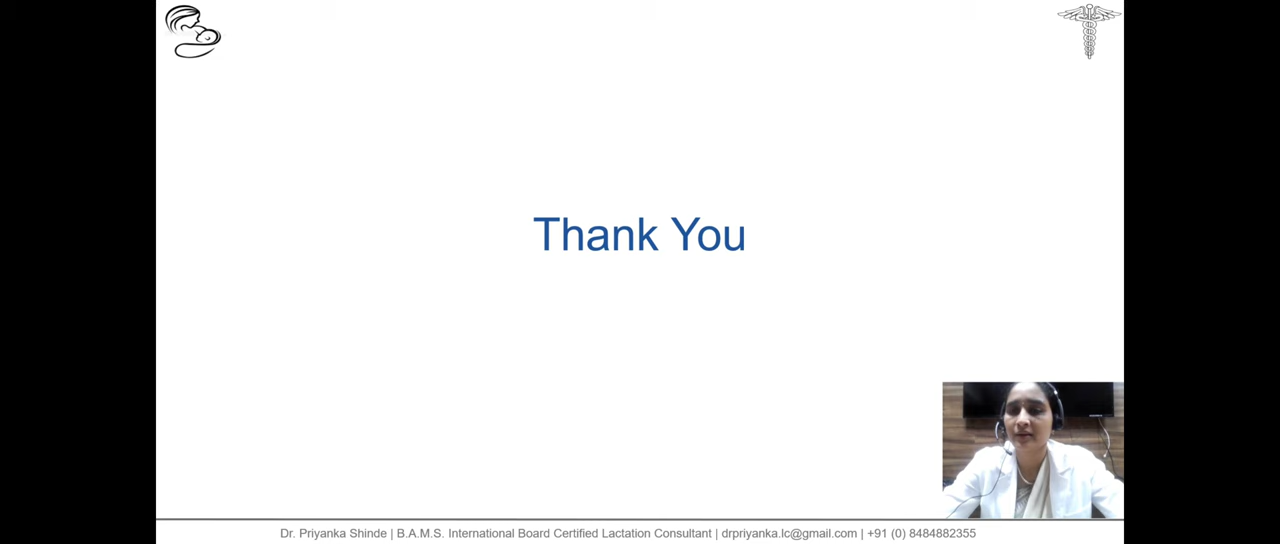 Thank You
Dr. Priyanka Shinde | B.A.M.S. International Board Certified Lactation Consultant | drpriyanka.lc@gmail.com | +91 (0) 8484882355